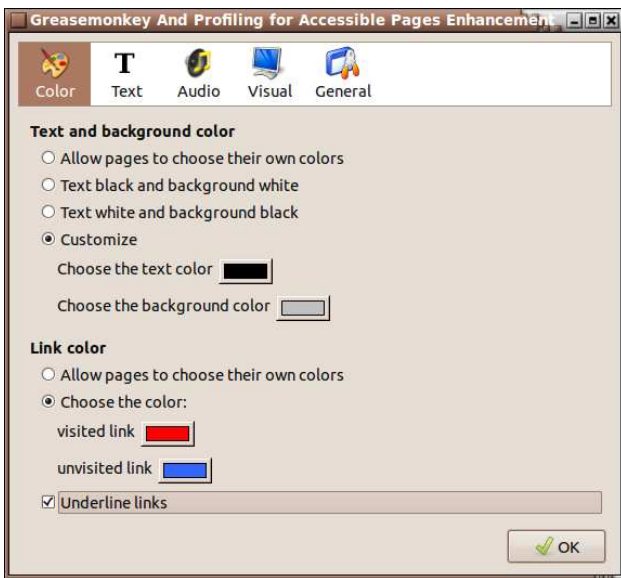 Greasemonkey And Profiling for Accessible Pages Enhancement
Color Text Audio Visual General
Text and background color
Allow pages to choose their own colors
Text black and background white
Text white and background black
Customize
Choose the text color
Choose the background color
Link color
Allow pages to choose their own colors
Choose the color:
visited link
unvisited link
Underline links
OK